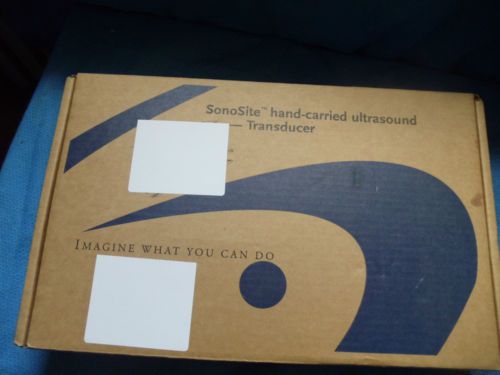 SonoSite™ hand-carried ultrasound
— Transducer
IMAGINE WHAT YOU CAN DO